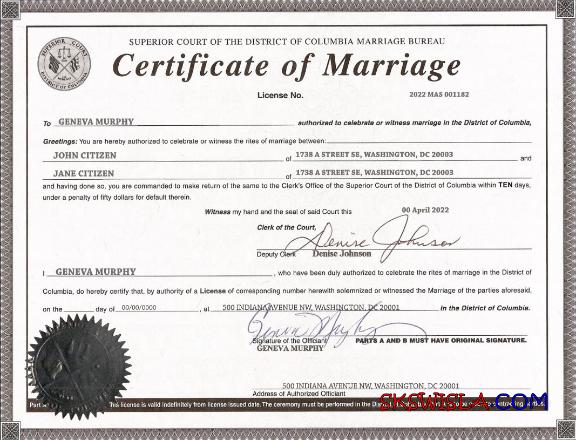 SUPERIOR COURT OF THE DISTRICT OF COLUMBIA MARRIAGE BUREAU
Certificate of Marriage
License No. 2022 MAS 001182
To GENEVA MURPHY authorized to celebrate or witness marriage in the District of Columbia,
Greetings: You are hereby authorized to celebrate or witness the rites of marriage between:
JOHN CITIZEN of 1738 A STREET SE, WASHINGTON, DC 20003 and
JANE CITIZEN of 1738 A STREET SE, WASHINGTON, DC 20003
and having done so, you are commanded to make return of the same to the Clerk's Office of the Superior Court of the District of Columbia within TEN days,
under a penalty of fifty dollars for default therein.
Witness my hand and the seal of said Court this 00 April 2022
Clerk of the Court,
Denise Johnson
Deputy Clerk Denise Johnson
I GENEVA MURPHY , who have been duly authorized to celebrate the rites of marriage in the District of
Columbia, do hereby certify that, by authority of a License of corresponding number herewith solemnized or witnessed the Marriage of the parties aforesaid,
on the day of 00/00/0000 , at 500 INDIANA AVENUE NW, WASHINGTON, DC 20001 in the District of Columbia.
Geneva Murphy
Signature of the Officiant PARTS A AND B MUST HAVE ORIGINAL SIGNATURE.
GENEVA MURPHY
500 INDIANA AVENUE NW, WASHINGTON, DC 20001
Address of Authorized Officiant
SKSWISLA.COM
This license is valid indefinitely from license issued date. The ceremony must be performed in the District of Columbia